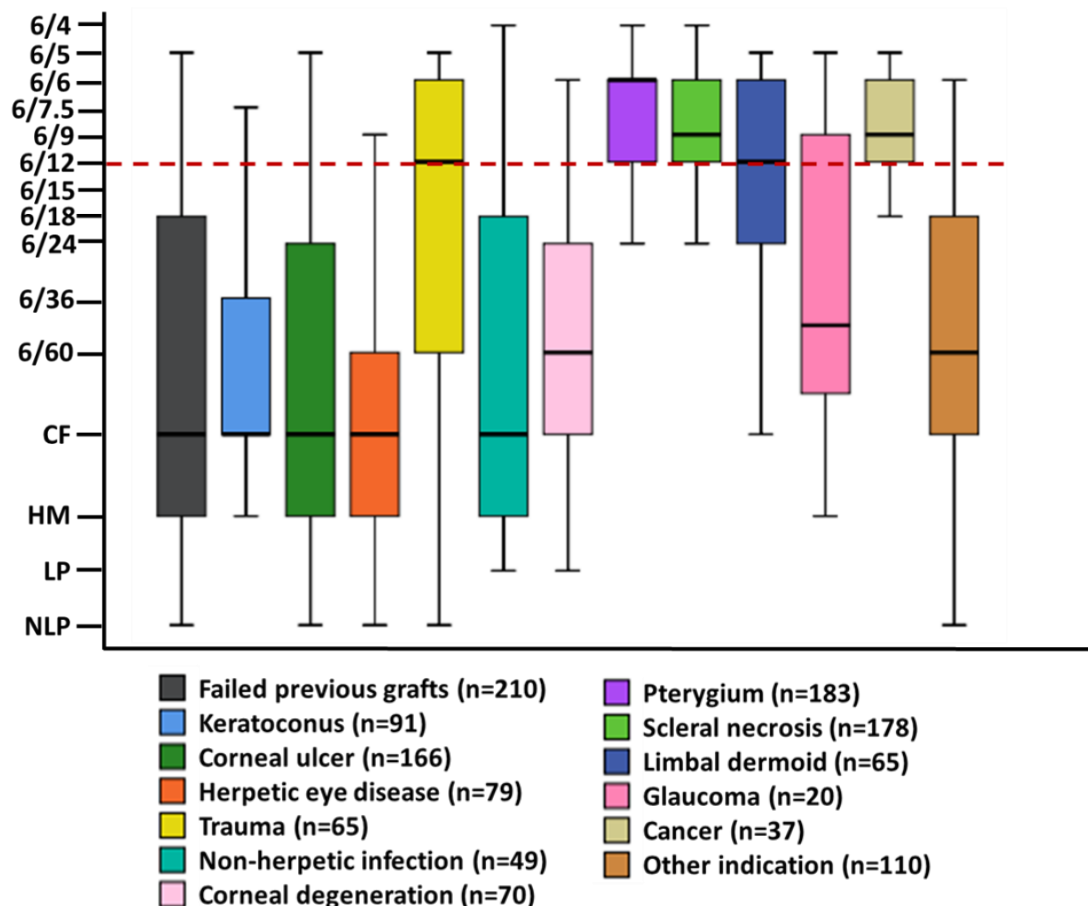 6/4
6/5
6/6
6/7.5
6/9
6/12
6/15
6/18
6/24
6/36
6/60
CF
HM
LP
NLP
Failed previous grafts (n=210)
Keratoconus (n=91)
Corneal ulcer (n=166)
Herpetic eye disease (n=79)
Trauma (n=65)
Non-herpetic infection (n=49)
Corneal degeneration (n=70)
Pterygium (n=183)
Scleral necrosis (n=178)
Limbal dermoid (n=65)
Glaucoma (n=20)
Cancer (n=37)
Other indication (n=110)